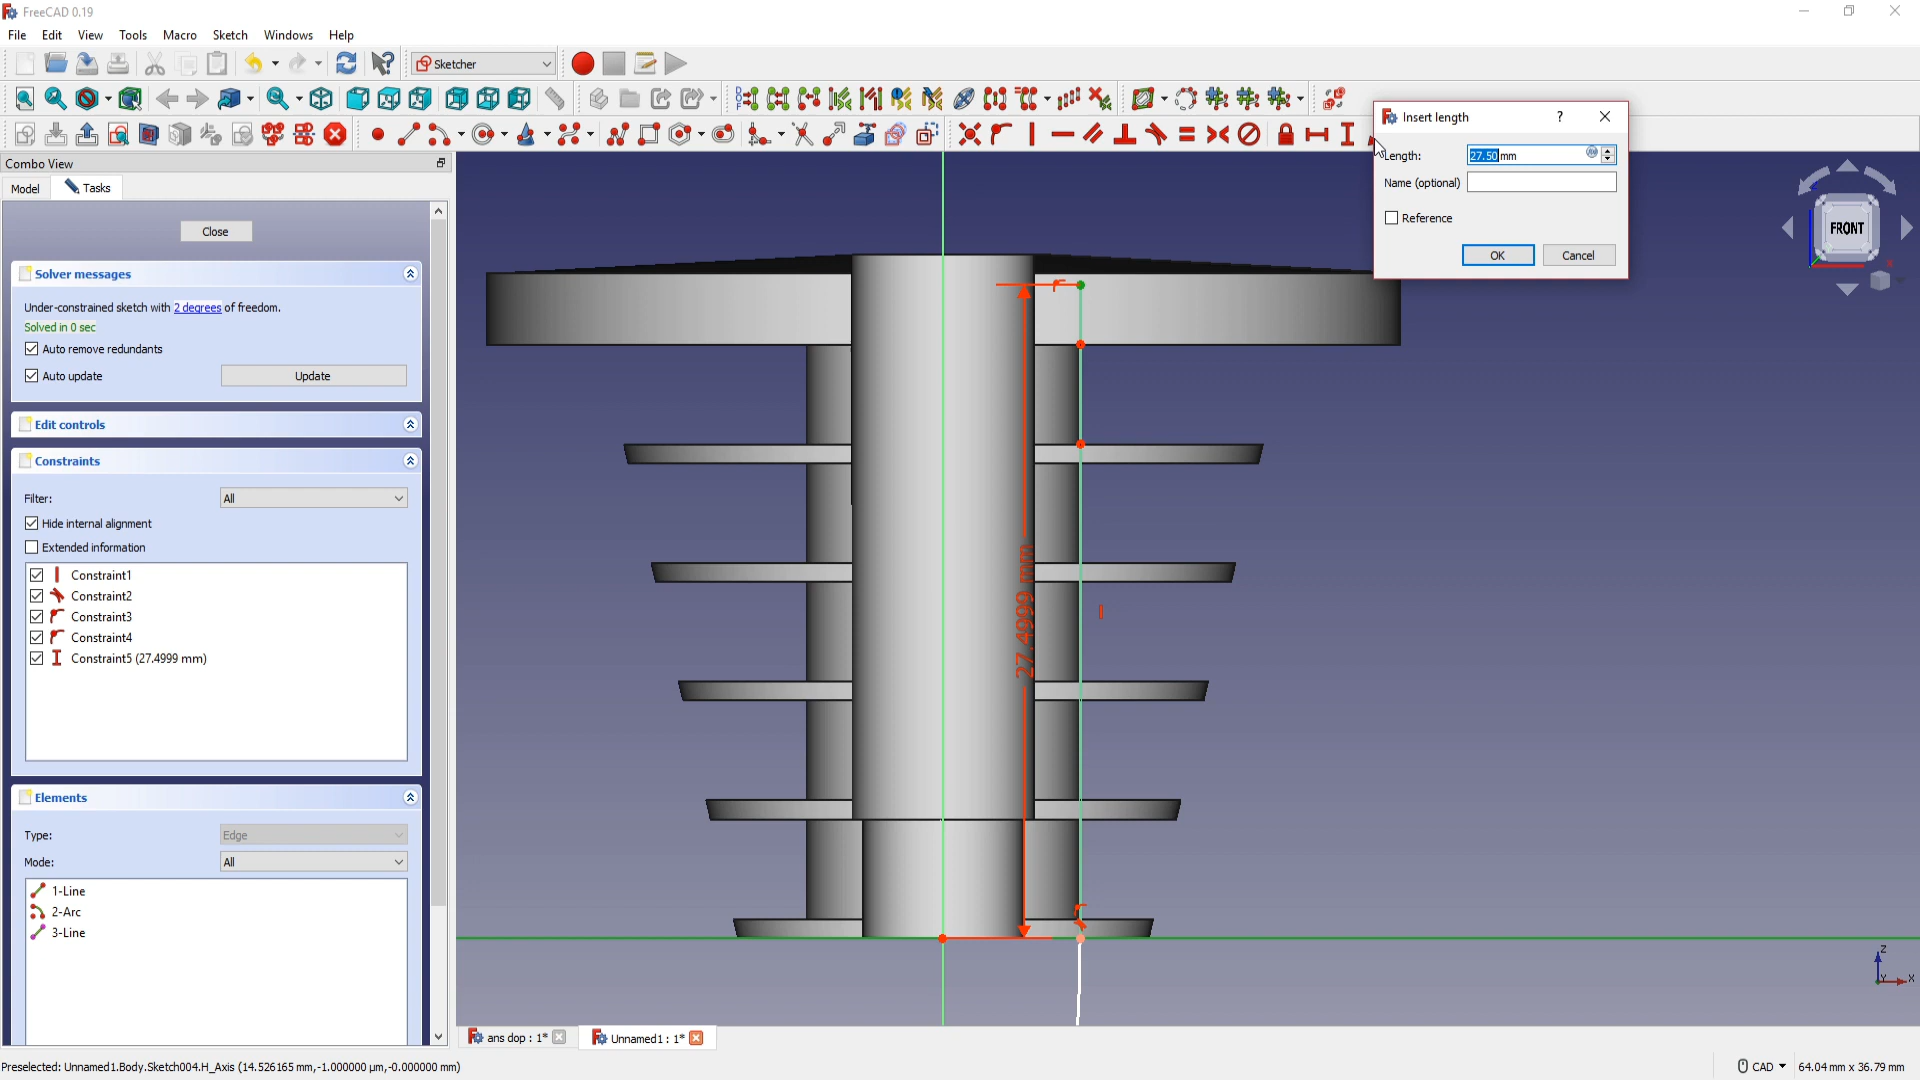 FreeCAD 0.19
File Edit View Tools Macro Sketch Windows Help
Sketcher
Combo View
Model Tasks
Close
Solver messages
Under-constrained sketch with 2 degrees of freedom.
Solved in 0 sec
Auto remove redundants
Auto update Update
Edit controls
Constraints
Filter: All
Hide internal alignment
Extended information
Constraint1
Constraint2
Constraint3
Constraint4
Constraint5 (27.4999 mm)
Elements
Type: Edge
Mode: All
1-Line
2-Arc
3-Line
27.4999 mm
Insert length ?
Length: 27.50 mm
Name (optional)
Reference
OK Cancel
FRONT
Z
Y X
ans dop : 1* Unnamed1 : 1*
Preselected: Unnamed1.Body.Sketch004.H_Axis (14.526165 mm,-1.000000 µm,-0.000000 mm) CAD 64.04 mm x 36.79 mm